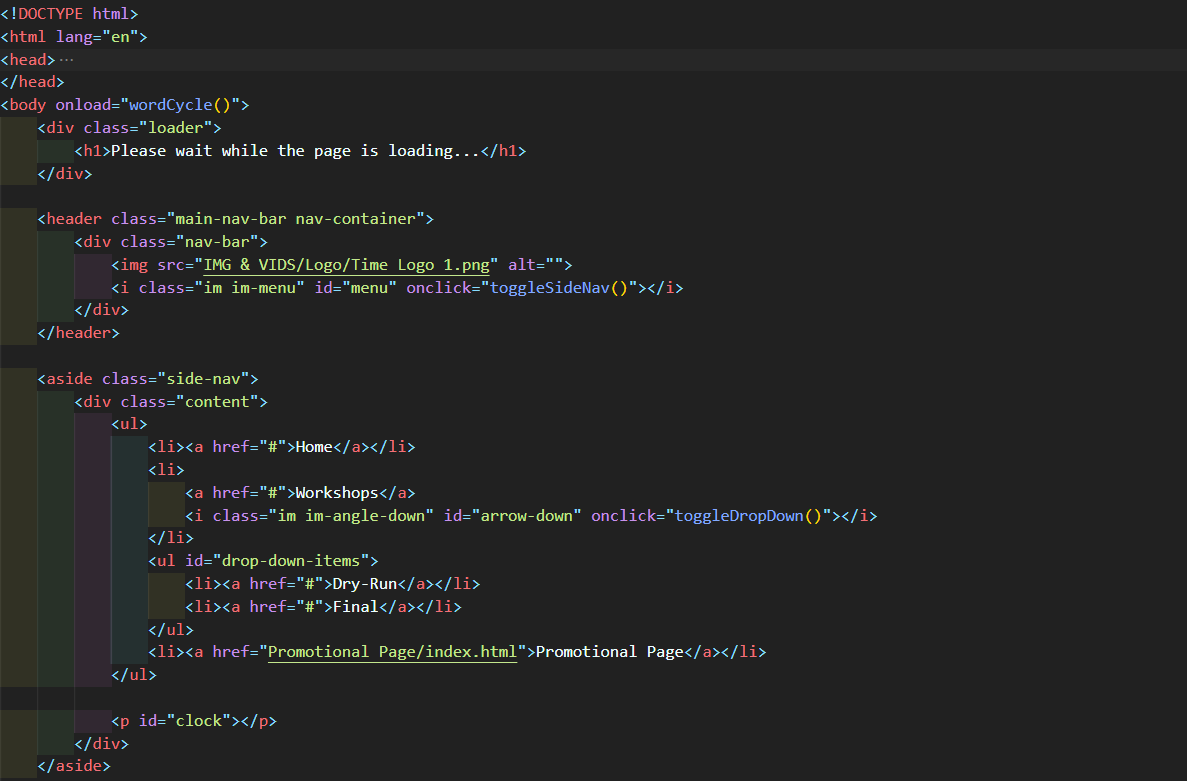 <!DOCTYPE html>
<html lang="en">
<head>···
</head>
<body onload="wordCycle()">
    <div class="loader">
        <h1>Please wait while the page is loading...</h1>
    </div>

    <header class="main-nav-bar nav-container">
        <div class="nav-bar">
            <img src="IMG & VIDS/Logo/Time Logo 1.png" alt="">
            <i class="im im-menu" id="menu" onclick="toggleSideNav()"></i>
        </div>
    </header>

    <aside class="side-nav">
        <div class="content">
            <ul>
                <li><a href="#">Home</a></li>
                <li>
                    <a href="#">Workshops</a>
                    <i class="im im-angle-down" id="arrow-down" onclick="toggleDropDown()"></i>
                </li>
                <ul id="drop-down-items">
                    <li><a href="#">Dry-Run</a></li>
                    <li><a href="#">Final</a></li>
                </ul>
                <li><a href="Promotional Page/index.html">Promotional Page</a></li>
            </ul>

            <p id="clock"></p>
        </div>
    </aside>